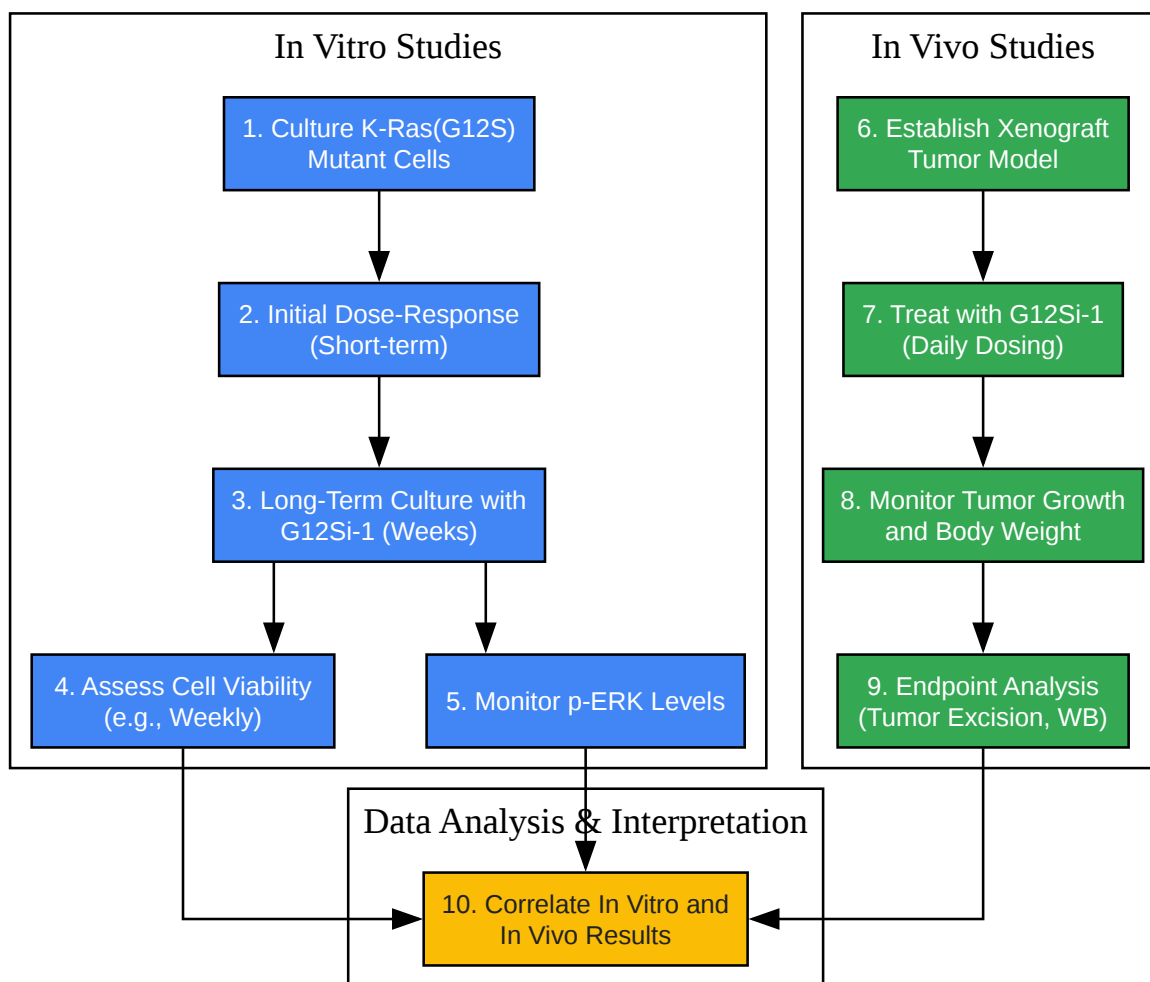 In Vitro Studies
1. Culture K-Ras(G12S)
Mutant Cells
2. Initial Dose-Response
(Short-term)
3. Long-Term Culture with
G12Si-1 (Weeks)
4. Assess Cell Viability
(e.g., Weekly)
5. Monitor p-ERK Levels
In Vivo Studies
6. Establish Xenograft
Tumor Model
7. Treat with G12Si-1
(Daily Dosing)
8. Monitor Tumor Growth
and Body Weight
9. Endpoint Analysis
(Tumor Excision, WB)
Data Analysis & Interpretation
10. Correlate In Vitro and
In Vivo Results